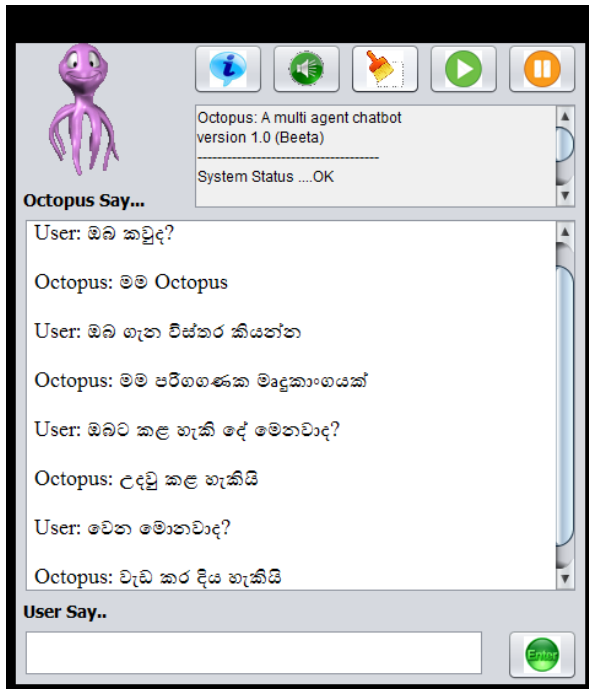 Octopus: A multi agent chatbot
version 1.0 (Beeta)
------------------------------------
System Status ....OK
Octopus Say...
User: ඔබ කවුද?
Octopus: මම Octopus
User: ඔබ ගැන විස්තර කියන්න
Octopus: මම පරිගගණක මෘදුකාංගයක්
User: ඔබට කළ හැකි දේ මෙනවාද?
Octopus: උදවු කළ හැකියි
User: වෙන මොනවාද?
Octopus: වැඩ කර දිය හැකියි
User Say..
Enter